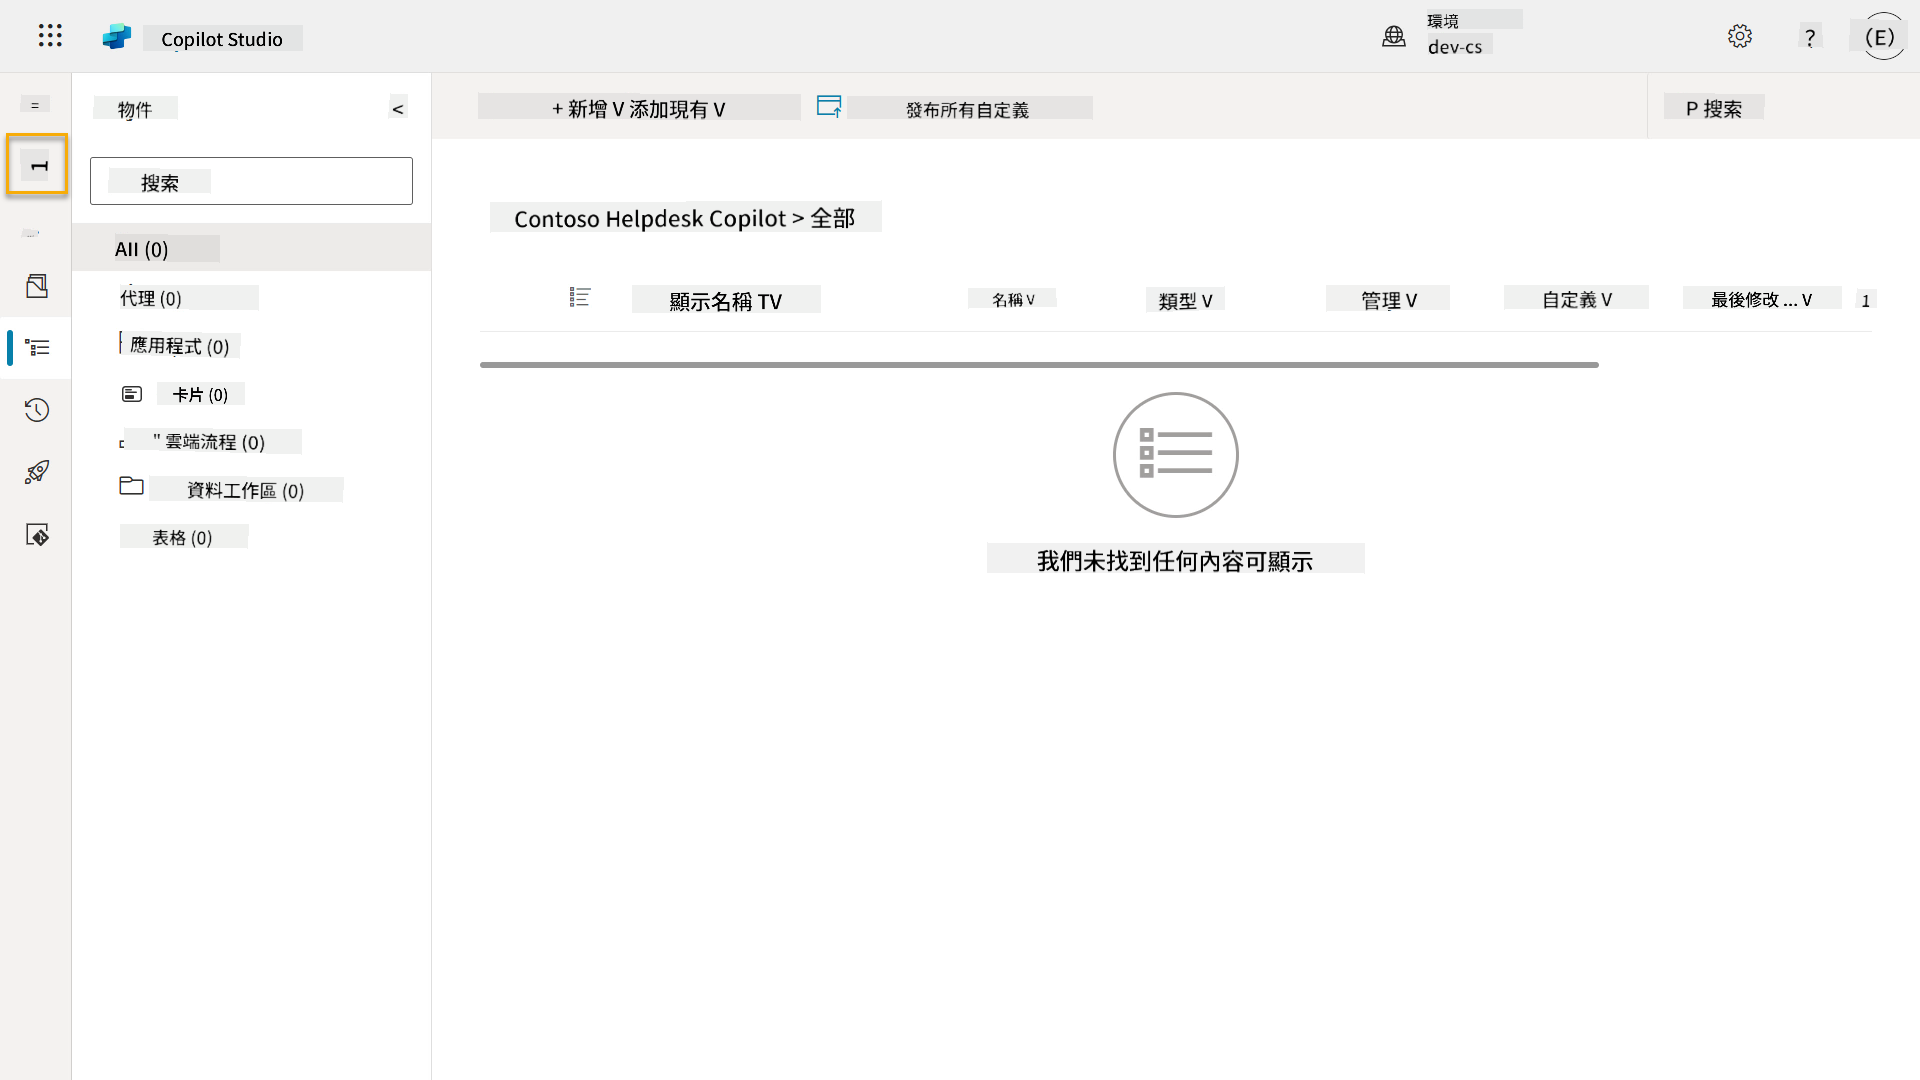 Copilot Studio
環境
dev-cs
?
(E)
=
物件
<
+ 新增 V 添加現有 V
發布所有自定義
P 搜索
1
搜索
Contoso Helpdesk Copilot > 全部
All (0)
代理 (0)
應用程式 (0)
卡片 (0)
" 雲端流程 (0)
資料工作區 (0)
表格 (0)
顯示名稱 TV
名稱 V
類型 V
管理 V
自定義 V
最後修改 ... V
1
我們未找到任何內容可顯示